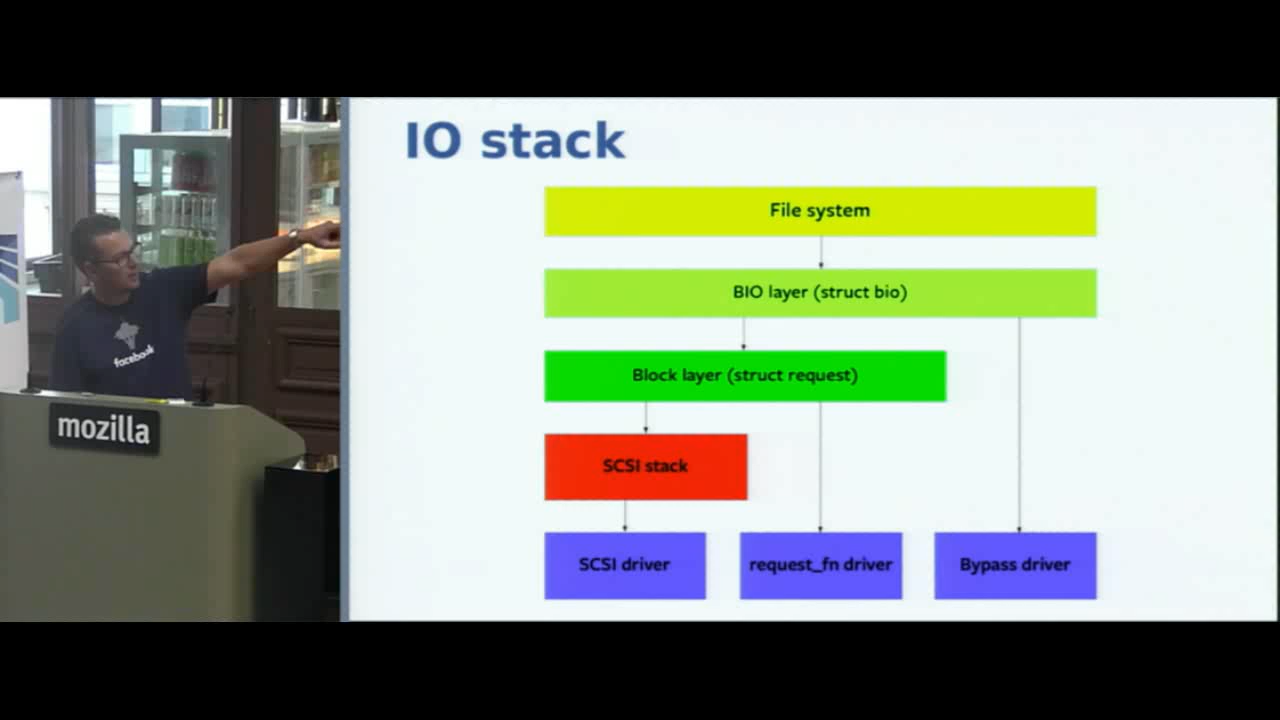 IO stack
File system
BIO layer (struct bio)
Block layer (struct request)
SCSI stack
SCSI driver
request_fn driver
Bypass driver
facebook
mozilla